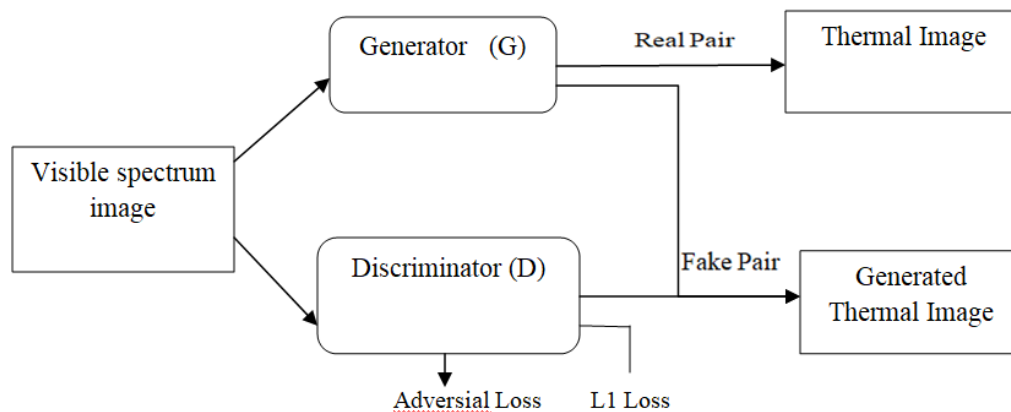 Generator (G)
Real Pair
Thermal Image
Visible spectrum
image
Discriminator (D)
Fake Pair
Generated
Thermal Image
Adversial Loss
L1 Loss